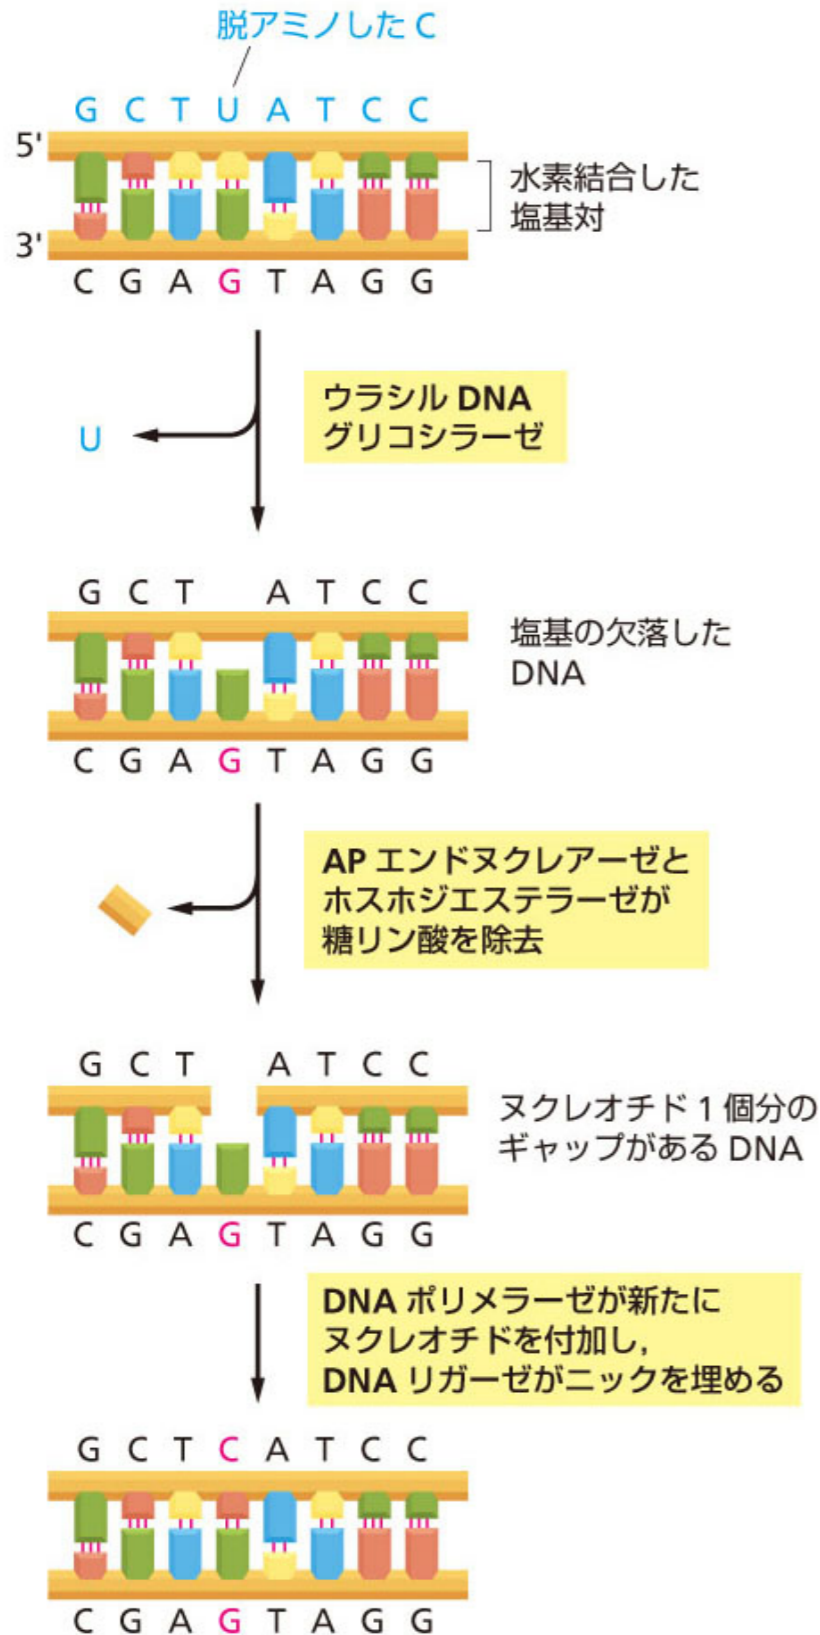 脱アミノした C
G C T U A T C C
5'
水素結合した
塩基対
3'
C G A G T A G G
ウラシル DNA
グリコシラーゼ
U
G C T A T C C
塩基の欠落した
DNA
C G A G T A G G
AP エンドヌクレアーゼと
ホスホジエステラーゼが
糖リン酸を除去
G C T A T C C
ヌクレオチド 1 個分の
ギャップがある DNA
C G A G T A G G
DNA ポリメラーゼが新たに
ヌクレオチドを付加し,
DNA リガーゼがニックを埋める
G C T C A T C C
C G A G T A G G